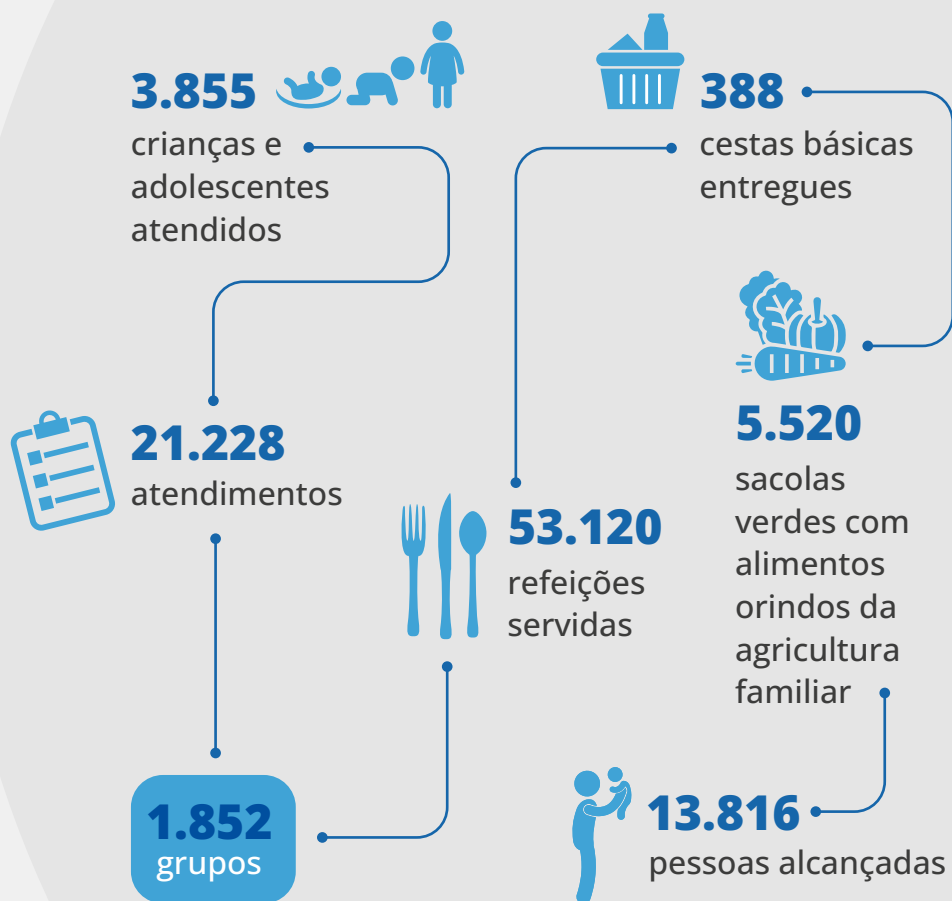 3.855
crianças e
adolescentes
atendidos
21.228
atendimentos
1.852
grupos
53.120
refeições
servidas
388
cestas básicas
entregues
5.520
sacolas
verdes com
alimentos
orindos da
agricultura
familiar
13.816
pessoas alcançadas